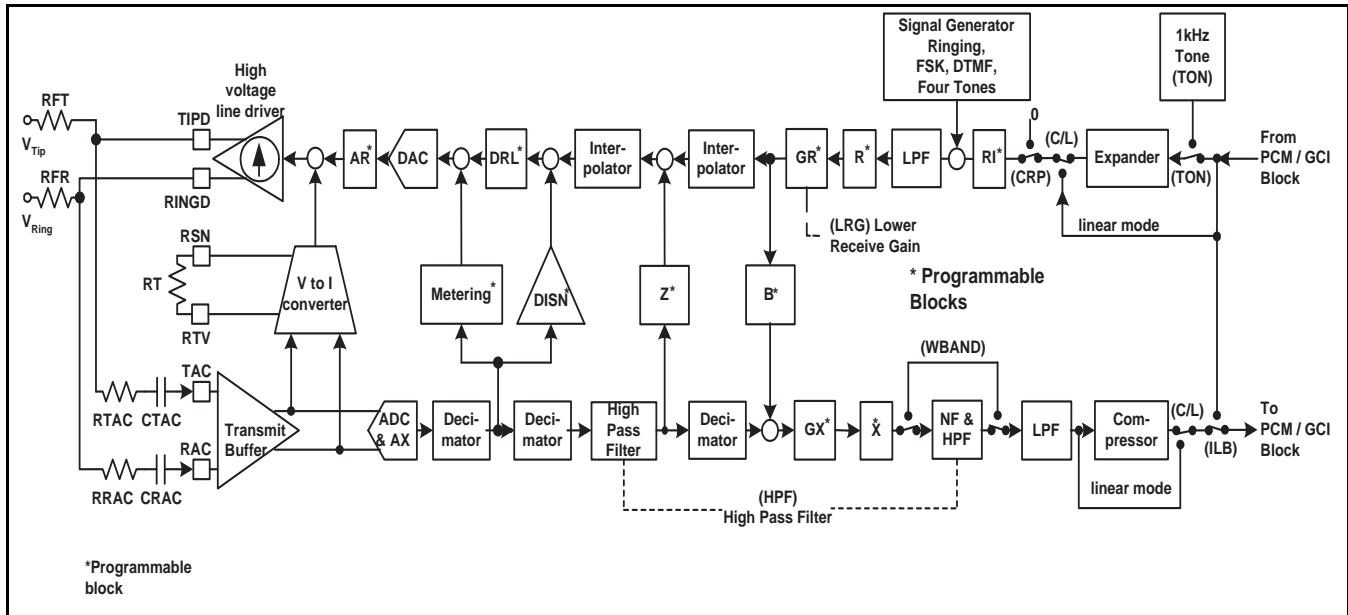 Signal Generator
Ringing,
FSK, DTMF,
Four Tones
1kHz
Tone
(TON)
High
voltage
line driver
RFT
TIPD
VTip
RFR
VRing
RINGD
AR*
DAC
DRL*
Inter-
polator
Inter-
polator
GR*
R*
LPF
RI*
0
(C/L)
(CRP)
Expander
(TON)
From
PCM / GCI
Block
linear mode
(LRG) Lower
Receive Gain
* Programmable
Blocks
RSN
RT
RTV
V to I
converter
Metering*
DISN*
Z*
B*
TAC
RTAC CTAC
RAC
RRAC CRAC
Transmit
Buffer
ADC
& AX
Deci-
mator
Deci-
mator
High
Pass
Filter
Deci-
mator
GX*
X*
(WBAND)
NF &
HPF
LPF
Com-
pressor
(C/L)
(ILB)
To
PCM / GCI
Block
linear mode
(HPF)
High Pass Filter
*Programmable
block